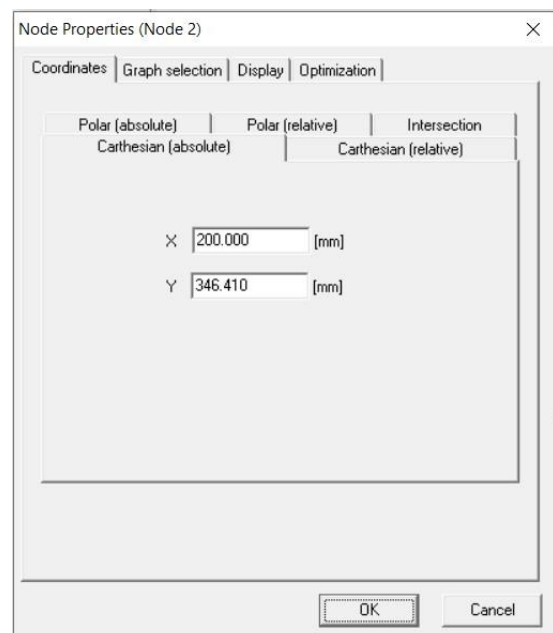 Node Properties (Node 2)
Coordinates Graph selection Display Optimization
Polar (absolute) Polar (relative) Intersection
Carthesian (absolute) Carthesian (relative)
X 200.000 [mm]
Y 346.410 [mm]
OK Cancel